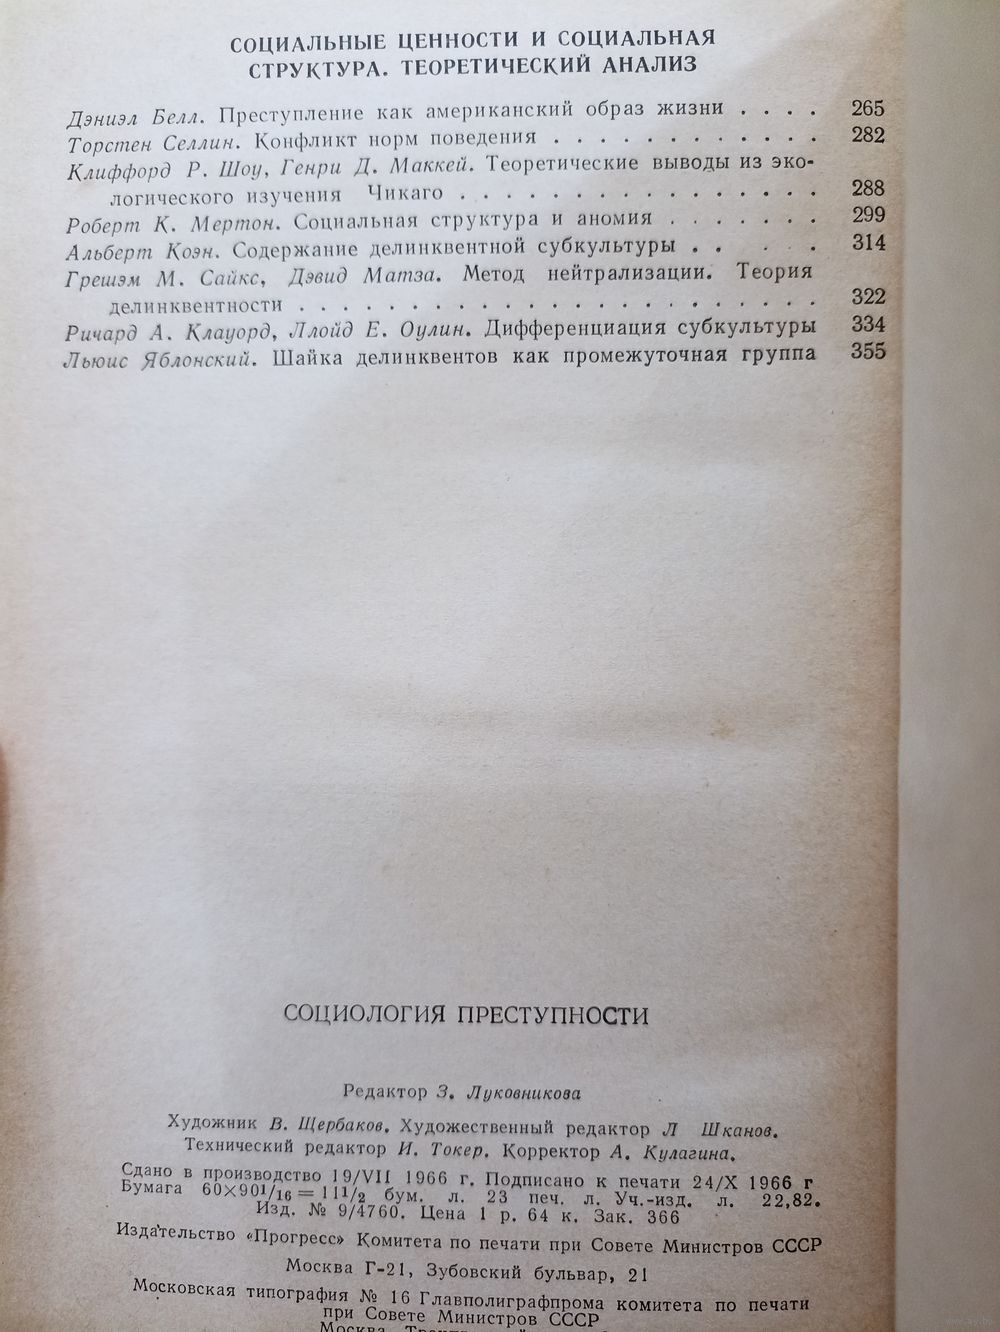 СОЦИАЛЬНЫЕ ЦЕННОСТИ И СОЦИАЛЬНАЯ
СТРУКТУРА. ТЕОРЕТИЧЕСКИЙ АНАЛИЗ
Дэниэл Белл. Преступление как американский образ жизни . . . . 265
Торстен Селлин. Конфликт норм поведения . . . . . . . . . . . . 282
Клиффорд Р. Шоу, Генри Д. Маккей. Теоретические выводы из эко-
логического изучения Чикаго . . . . . . . . . . . . . . . . 288
Роберт К. Мертон. Социальная структура и аномия . . . . . . . 299
Альберт Коэн. Содержание делинквентной субкультуры . . . . 314
Грешэм М. Сайкс, Дэвид Матза. Метод нейтрализации. Теория
делинквентности . . . . . . . . . . . . . . . . . . . . . . . . 322
Ричард А. Клауорд, Ллойд Е. Оулин. Дифференциация субкультуры 334
Льюис Яблонский. Шайка делинквентов как промежуточная группа 355
СОЦИОЛОГИЯ ПРЕСТУПНОСТИ
Редактор З. Луковникова
Художник В. Щербаков. Художественный редактор Л Шканов.
Технический редактор И. Токер. Корректор А. Кулагина.
Сдано в производство 19/VII 1966 г. Подписано к печати 24/X 1966 г
Бумага 60×90 1/16 = 11 1/2 бум. л. 23 печ. л. Уч.-изд. л. 22,82.
Изд. № 9/4760. Цена 1 р. 64 к. Зак. 366
Издательство «Прогресс» Комитета по печати при Совете Министров СССР
Москва Г-21, Зубовский бульвар, 21
Московская типография № 16 Главполиграфпрома комитета по печати
при Совете Министров СССР
Москва,